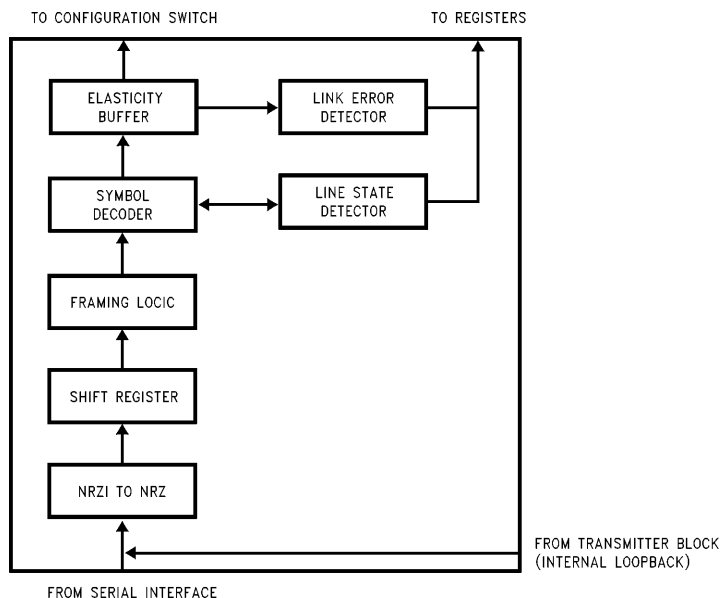 TO CONFIGURATION SWITCH
TO REGISTERS
ELASTICITY
BUFFER
LINK ERROR
DETECTOR
SYMBOL
DECODER
LINE STATE
DETECTOR
FRAMING LOCIC
SHIFT REGISTER
NRZI TO NRZ
FROM TRANSMITTER BLOCK
(INTERNAL LOOPBACK)
FROM SERIAL INTERFACE